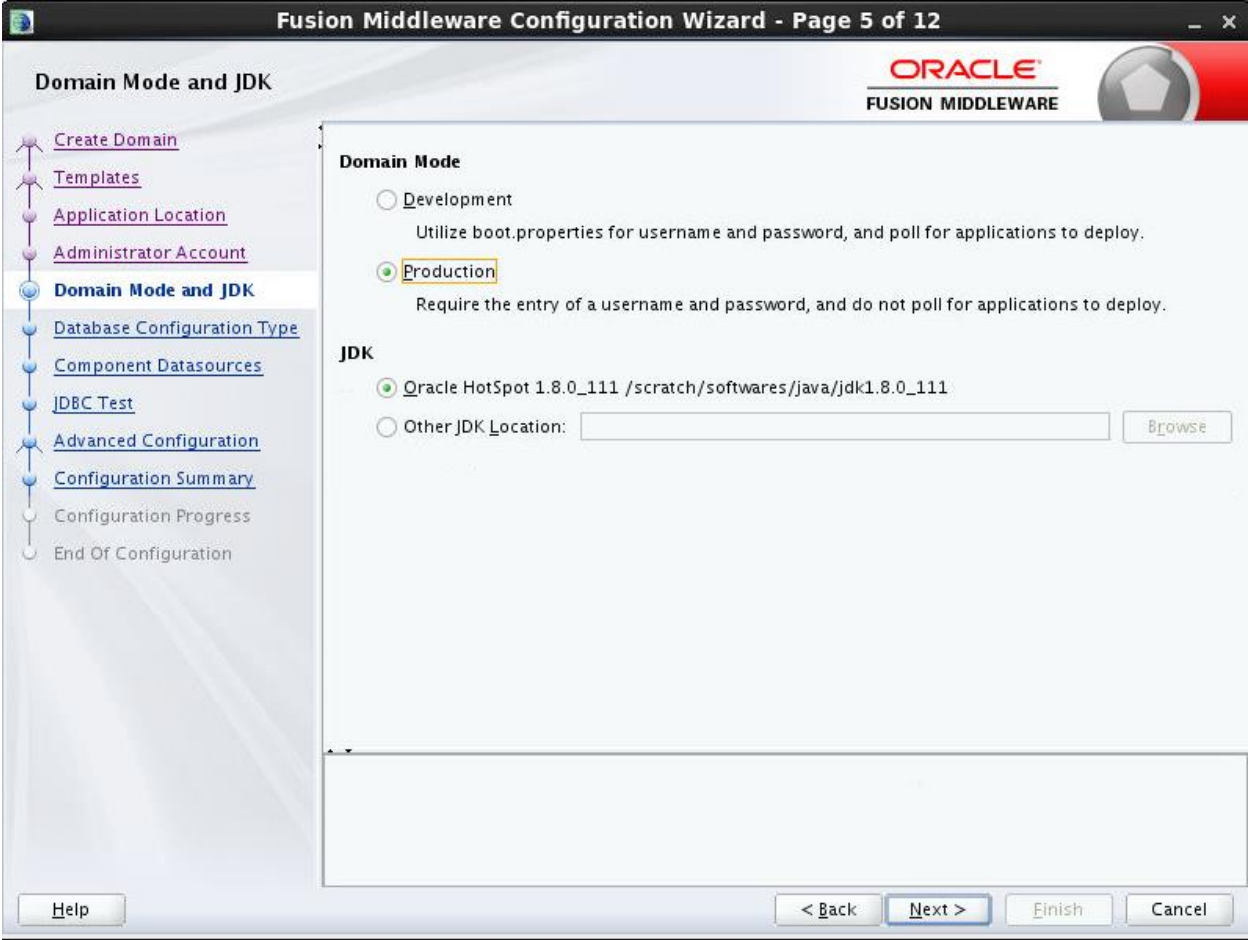 Fusion Middleware Configuration Wizard - Page 5 of 12
Domain Mode and JDK
ORACLE
FUSION MIDDLEWARE
Create Domain
Templates
Application Location
Administrator Account
Domain Mode and JDK
Database Configuration Type
Component Datasources
JDBC Test
Advanced Configuration
Configuration Summary
Configuration Progress
End Of Configuration
Domain Mode
Development
Utilize boot.properties for username and password, and poll for applications to deploy.
Production
Require the entry of a username and password, and do not poll for applications to deploy.
JDK
Oracle HotSpot 1.8.0_111 /scratch/softwares/java/jdk1.8.0_111
Other JDK Location:
Browse
Help
< Back
Next >
Finish
Cancel